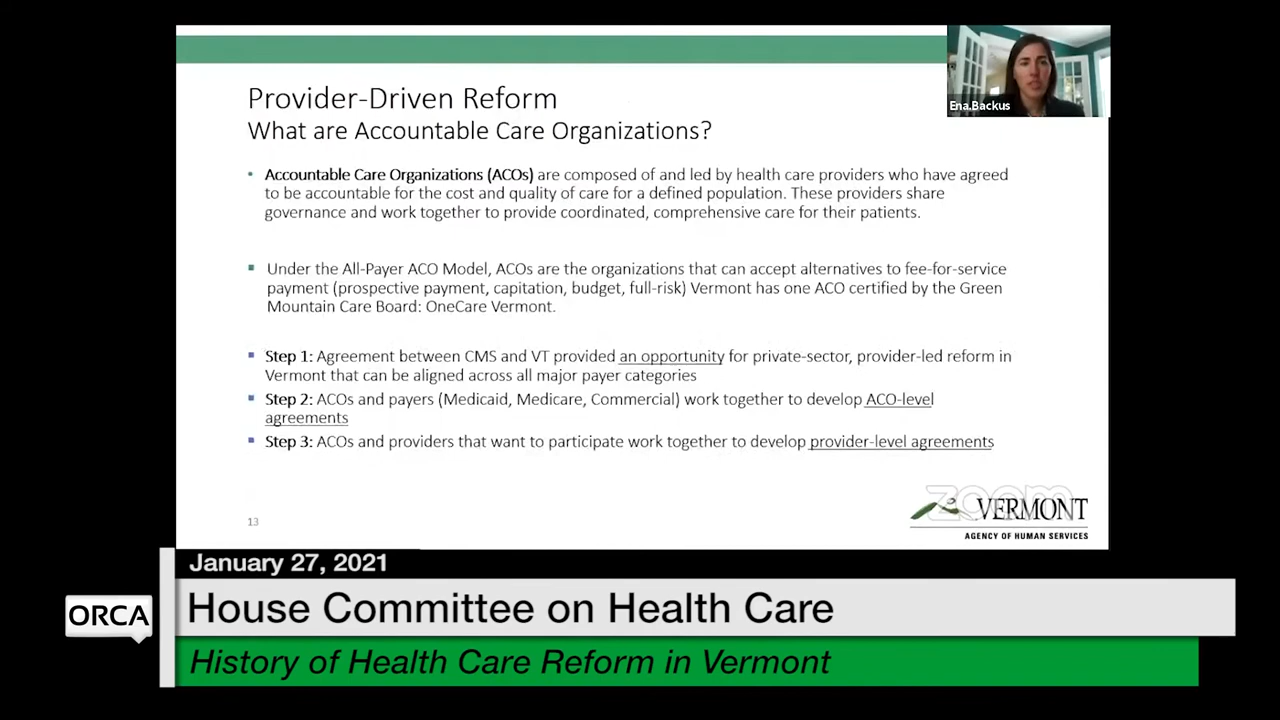 Ena.Backus
Provider-Driven Reform
What are Accountable Care Organizations?
• Accountable Care Organizations (ACOs) are composed of and led by health care providers who have agreed
to be accountable for the cost and quality of care for a defined population. These providers share
governance and work together to provide coordinated, comprehensive care for their patients.
▪ Under the All-Payer ACO Model, ACOs are the organizations that can accept alternatives to fee-for-service
payment (prospective payment, capitation, budget, full-risk) Vermont has one ACO certified by the Green
Mountain Care Board: OneCare Vermont.
▪ Step 1: Agreement between CMS and VT provided an opportunity for private-sector, provider-led reform in
Vermont that can be aligned across all major payer categories
▪ Step 2: ACOs and payers (Medicaid, Medicare, Commercial) work together to develop ACO-level
agreements
▪ Step 3: ACOs and providers that want to participate work together to develop provider-level agreements
zoom
VERMONT
AGENCY OF HUMAN SERVICES
13
January 27, 2021
ORCA
House Committee on Health Care
History of Health Care Reform in Vermont